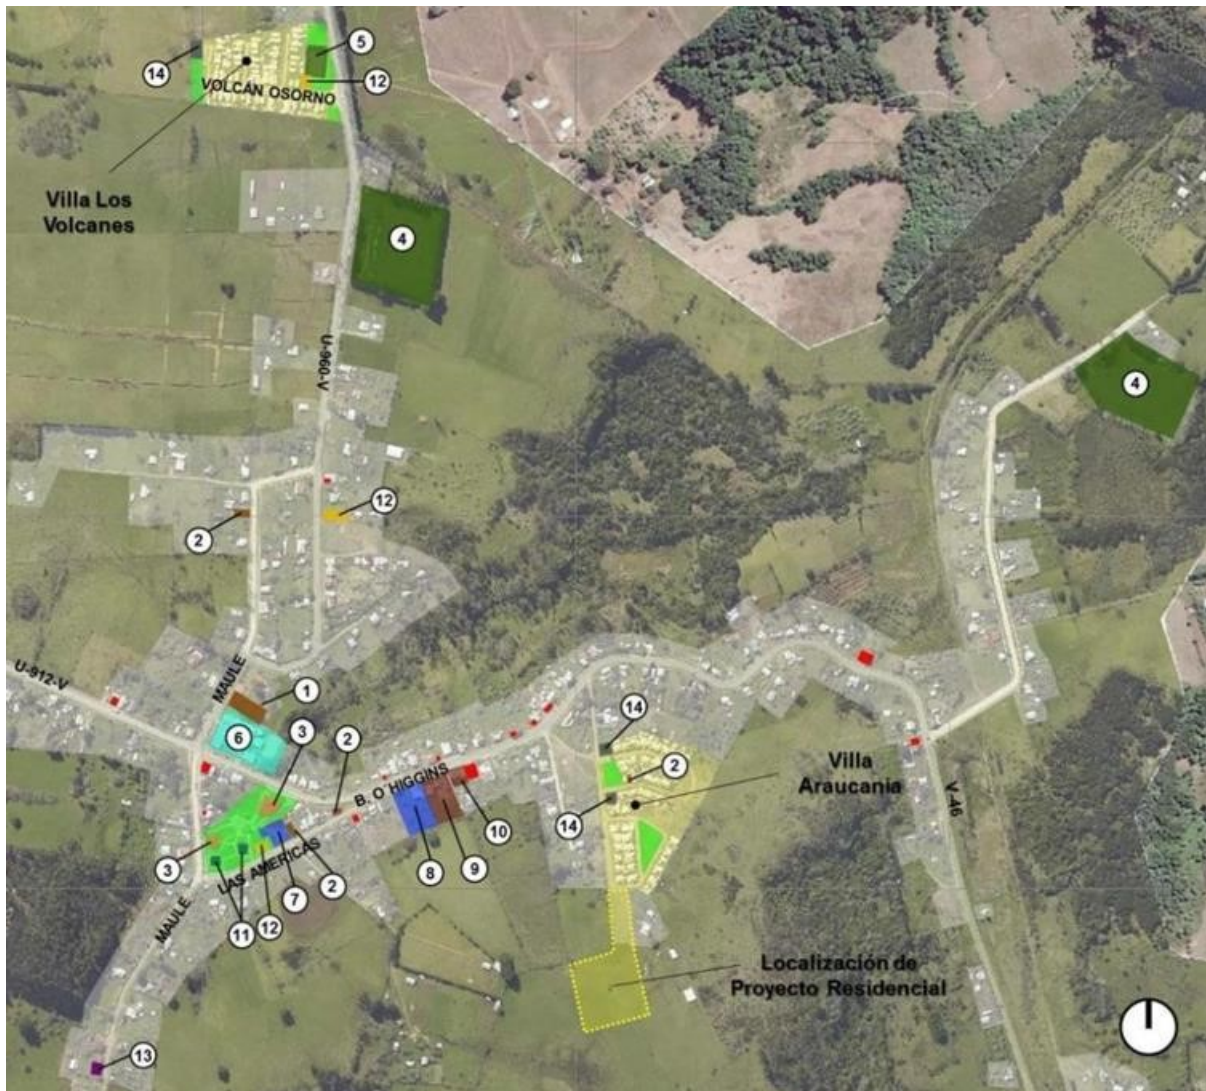 5
14
12
VOLCÁN OSORNO
Villa Los
Volcanes
4
U-960-V
4
12
2
U-912-V
MAULE
1
3
2
6
14
2
B. O´HIGGINS
Villa
Araucanía
V-46
10
14
3
LAS AMERICAS
8
9
7
2
11
12
MAULE
Localización de
Proyecto Residencial
13